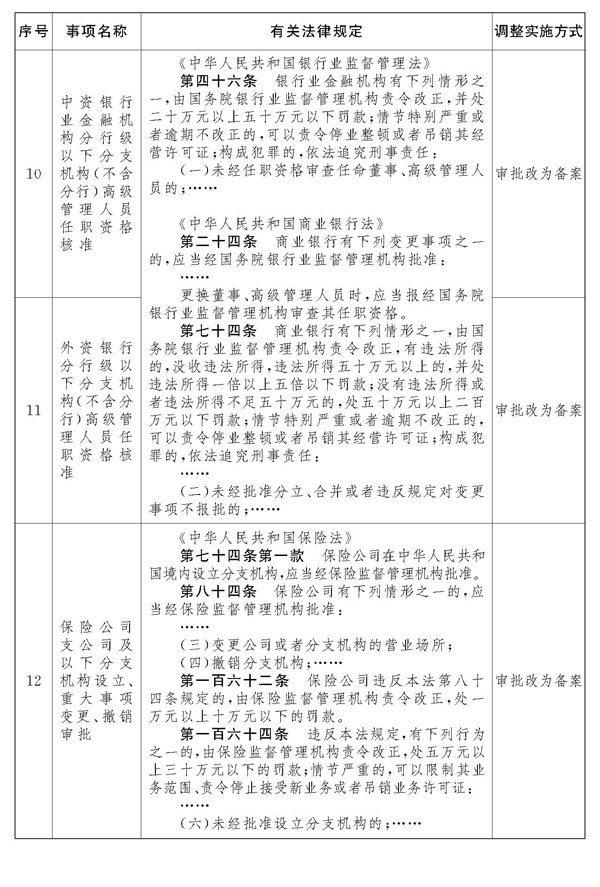 序号 事项名称 有关法律规定 调整实施方式
10
中资银行
业金融机
构分行级
以下分支
机构(不含
分行)高级
管理人员
任职资格
核准
《中华人民共和国银行业监督管理法》
第四十六条 银行业金融机构有下列情形之
一,由国务院银行业监督管理机构责令改正,并处
二十万元以上五十万元以下罚款;情节特别严重或
者逾期不改正的,可以责令停业整顿或者吊销其经
营许可证;构成犯罪的,依法追究刑事责任:
(一)未经任职资格审查任命董事、高级管理人
员的;……
《中华人民共和国商业银行法》
第二十四条 商业银行有下列变更事项之一
的,应当经国务院银行业监督管理机构批准:
……
更换董事、高级管理人员时,应当报经国务院
银行业监督管理机构审查其任职资格。
第七十四条 商业银行有下列情形之一,由国
务院银行业监督管理机构责令改正,有违法所得
的,没收违法所得,违法所得五十万元以上的,并处
违法所得一倍以上五倍以下罚款;没有违法所得或
者违法所得不足五十万元的,处五十万元以上二百
万元以下罚款;情节特别严重或者逾期不改正的,
可以责令停业整顿或者吊销其经营许可证;构成犯
罪的,依法追究刑事责任:
……
(二)未经批准分立、合并或者违反规定对变更
事项不报批的;……
审批改为备案
11
外资银行
分行级以
下分支机
构(不含分
行)高级管
理人员任
职资格核
准
审批改为备案
12
保险公司
支公司及
以下分支
机构设立、
重大事项
变更、撤销
审批
《中华人民共和国保险法》
第七十四条第一款 保险公司在中华人民共和
国境内设立分支机构,应当经保险监督管理机构批准。
第八十四条 保险公司有下列情形之一的,应
当经保险监督管理机构批准:
……
(三)变更公司或者分支机构的营业场所;
(四)撤销分支机构;……
第一百六十二条 保险公司违反本法第八十
四条规定的,由保险监督管理机构责令改正,处一
万元以上十万元以下的罚款。
第一百六十四条 违反本法规定,有下列行为
之一的,由保险监督管理机构责令改正,处五万元以
上三十万元以下的罚款;情节严重的,可以限制其业
务范围、责令停止接受新业务或者吊销业务许可证:
……
(六)未经批准设立分支机构的;……
审批改为备案